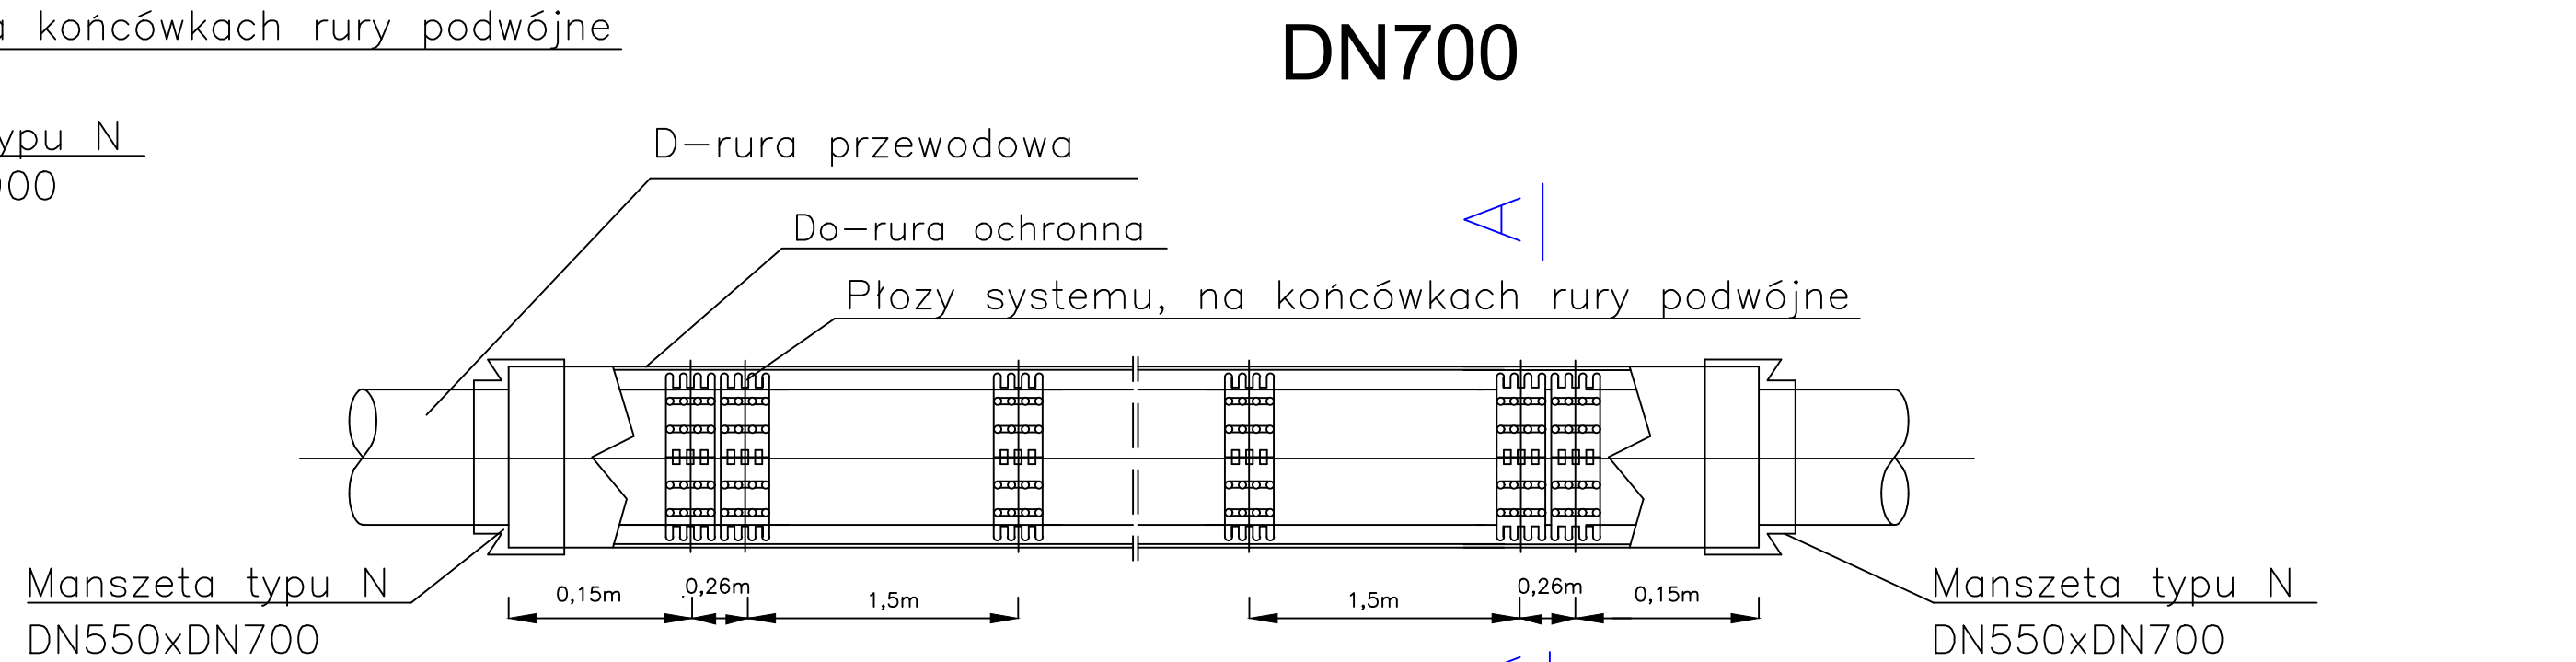 a końcówkach rury podwójne
DN700
ypu N
00
D-rura przewodowa
A
Do-rura ochronna
Płozy systemu, na końcówkach rury podwójne
Manszeta typu N
DN550xDN700
0,15m
0,26m
1,5m
1,5m
0,26m
0,15m
Manszeta typu N
DN550xDN700